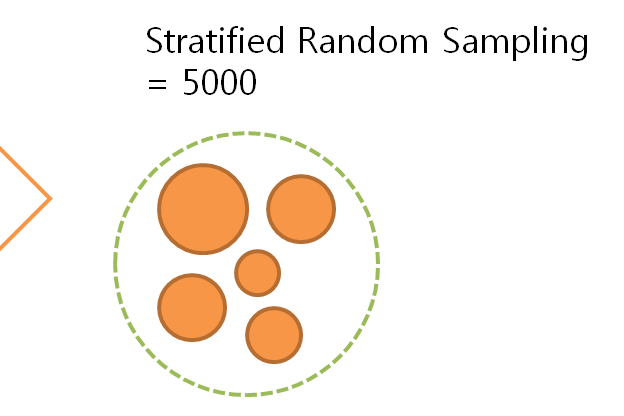 Stratified Random Sampling
= 5000